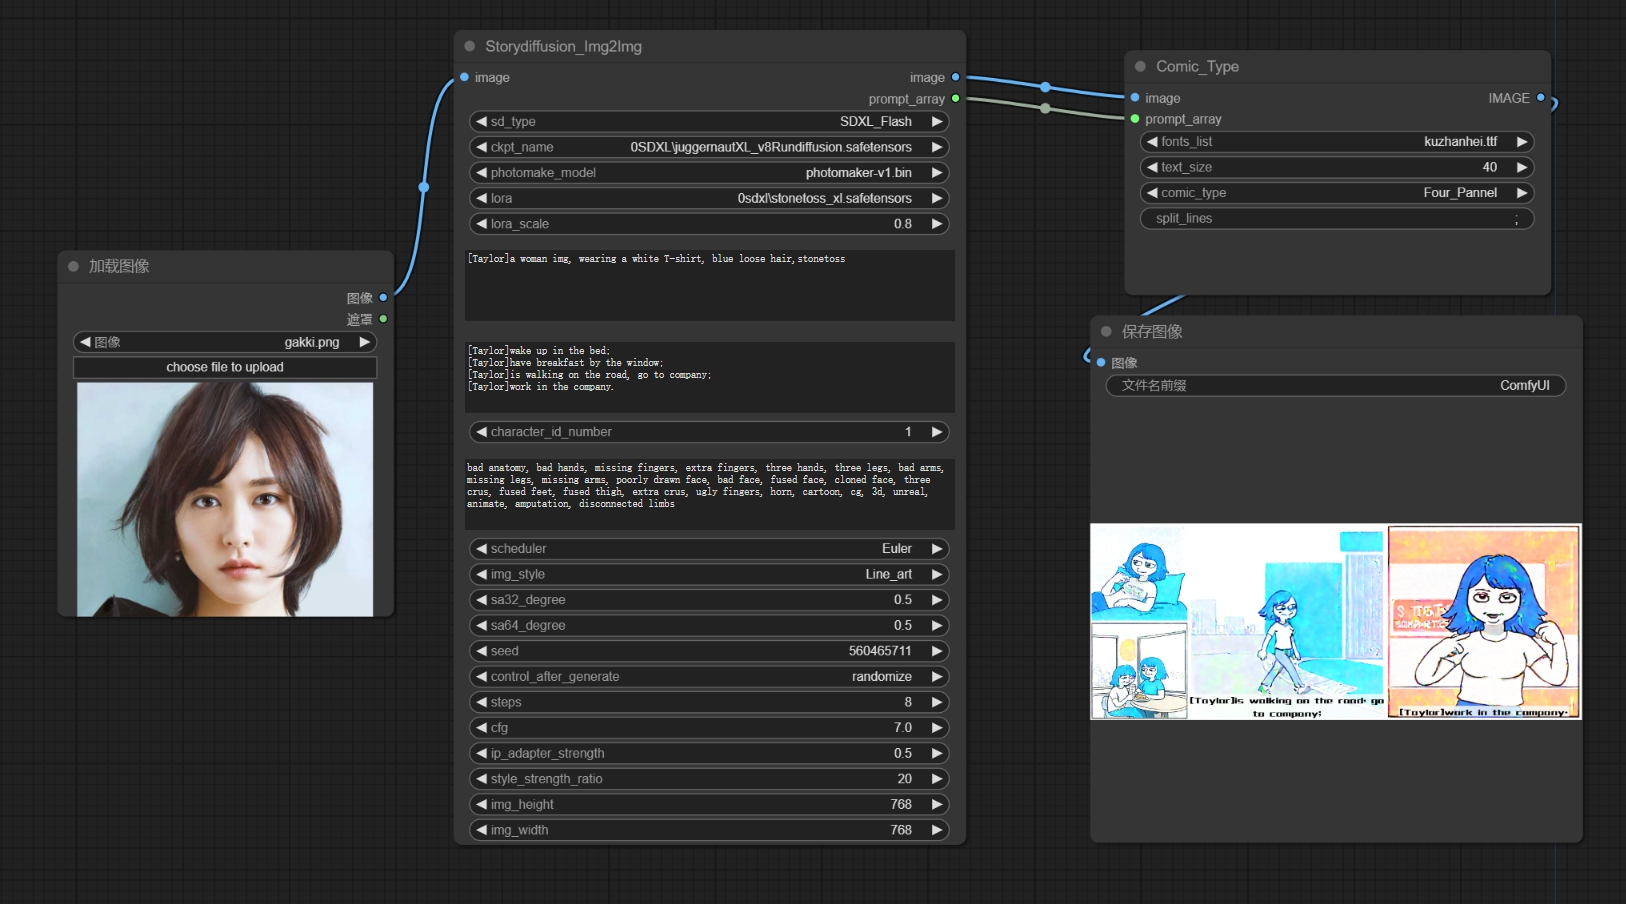 加载图像
图像
遮罩
图像 gakki.png
choose file to upload
Storydiffusion_Img2Img
image image
prompt_array
sd_type SDXL_Flash
ckpt_name 0SDXL\juggernautXL_v8Rundiffusion.safetensors
photomake_model photomaker-v1.bin
lora 0sdxl\stonetoss_xl.safetensors
lora_scale 0.8
[Taylor]a woman img, wearing a white T-shirt, blue loose hair,stonetoss
[Taylor]wake up in the bed;
[Taylor]have breakfast by the window;
[Taylor]is walking on the road, go to company;
[Taylor]work in the company.
character_id_number 1
bad anatomy, bad hands, missing fingers, extra fingers, three hands, three legs, bad arms,
missing legs, missing arms, poorly drawn face, bad face, fused face, cloned face, three
crus, fused feet, fused thigh, extra crus, ugly fingers, horn, cartoon, cg, 3d, unreal,
animate, amputation, disconnected limbs
scheduler Euler
img_style Line_art
sa32_degree 0.5
sa64_degree 0.5
seed 560465711
control_after_generate randomize
steps 8
cfg 7.0
ip_adapter_strength 0.5
style_strength_ratio 20
img_height 768
img_width 768
Comic_Type
image IMAGE
prompt_array
fonts_list kuzhanhei.ttf
text_size 40
comic_type Four_Pannel
split_lines ;
保存图像
图像
文件名前缀 ComfyUI
[Taylor]is walking on the road, go
to company;
[Taylor]work in the company.